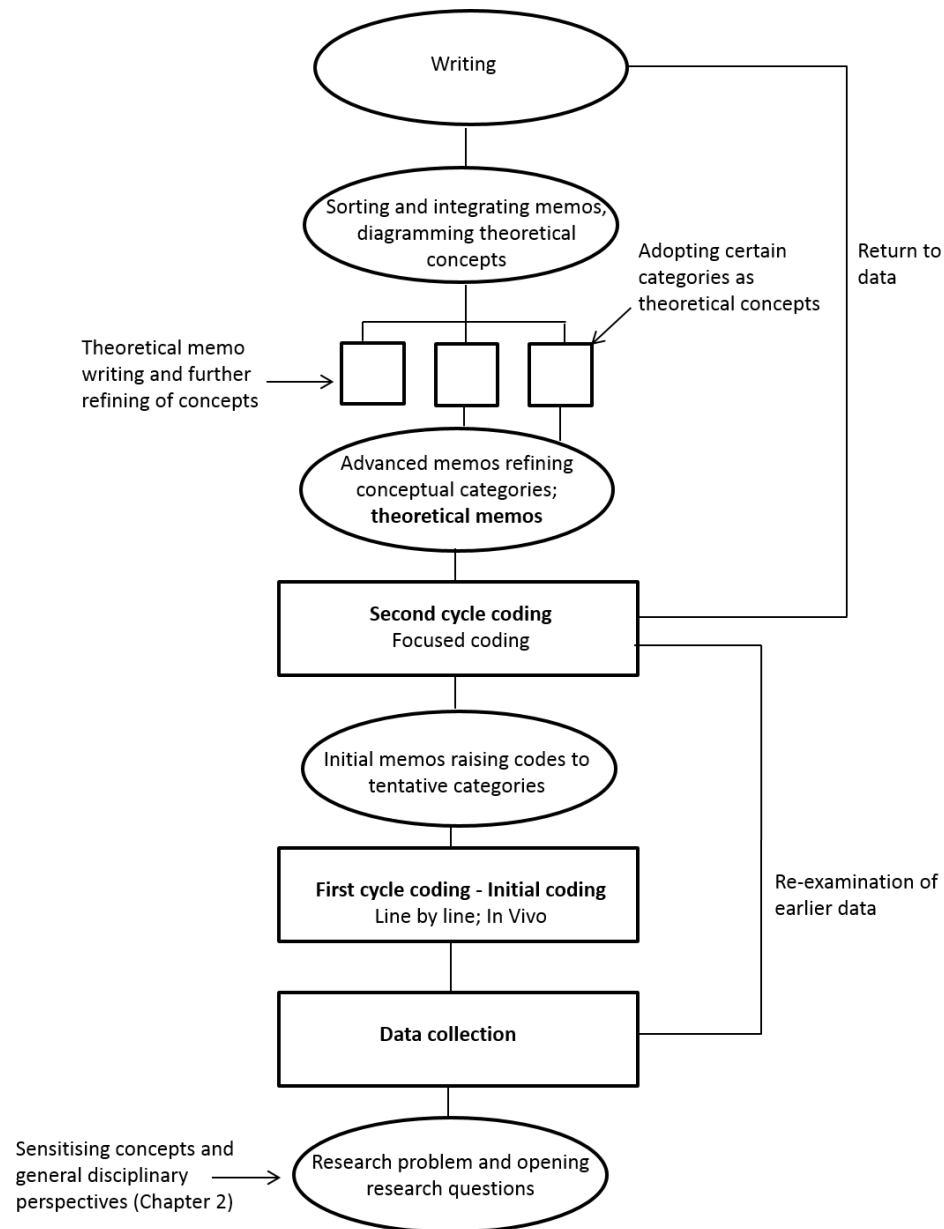 Writing
Sorting and integrating memos,
diagramming theoretical
concepts
Adopting certain
categories as
theoretical concepts
Return to
data
Theoretical memo
writing and further
refining of concepts
Advanced memos refining
conceptual categories;
theoretical memos
Second cycle coding
Focused coding
Initial memos raising codes to
tentative categories
First cycle coding - Initial coding
Line by line; In Vivo
Re-examination of
earlier data
Data collection
Sensitising concepts and
general disciplinary
perspectives (Chapter 2)
Research problem and opening
research questions